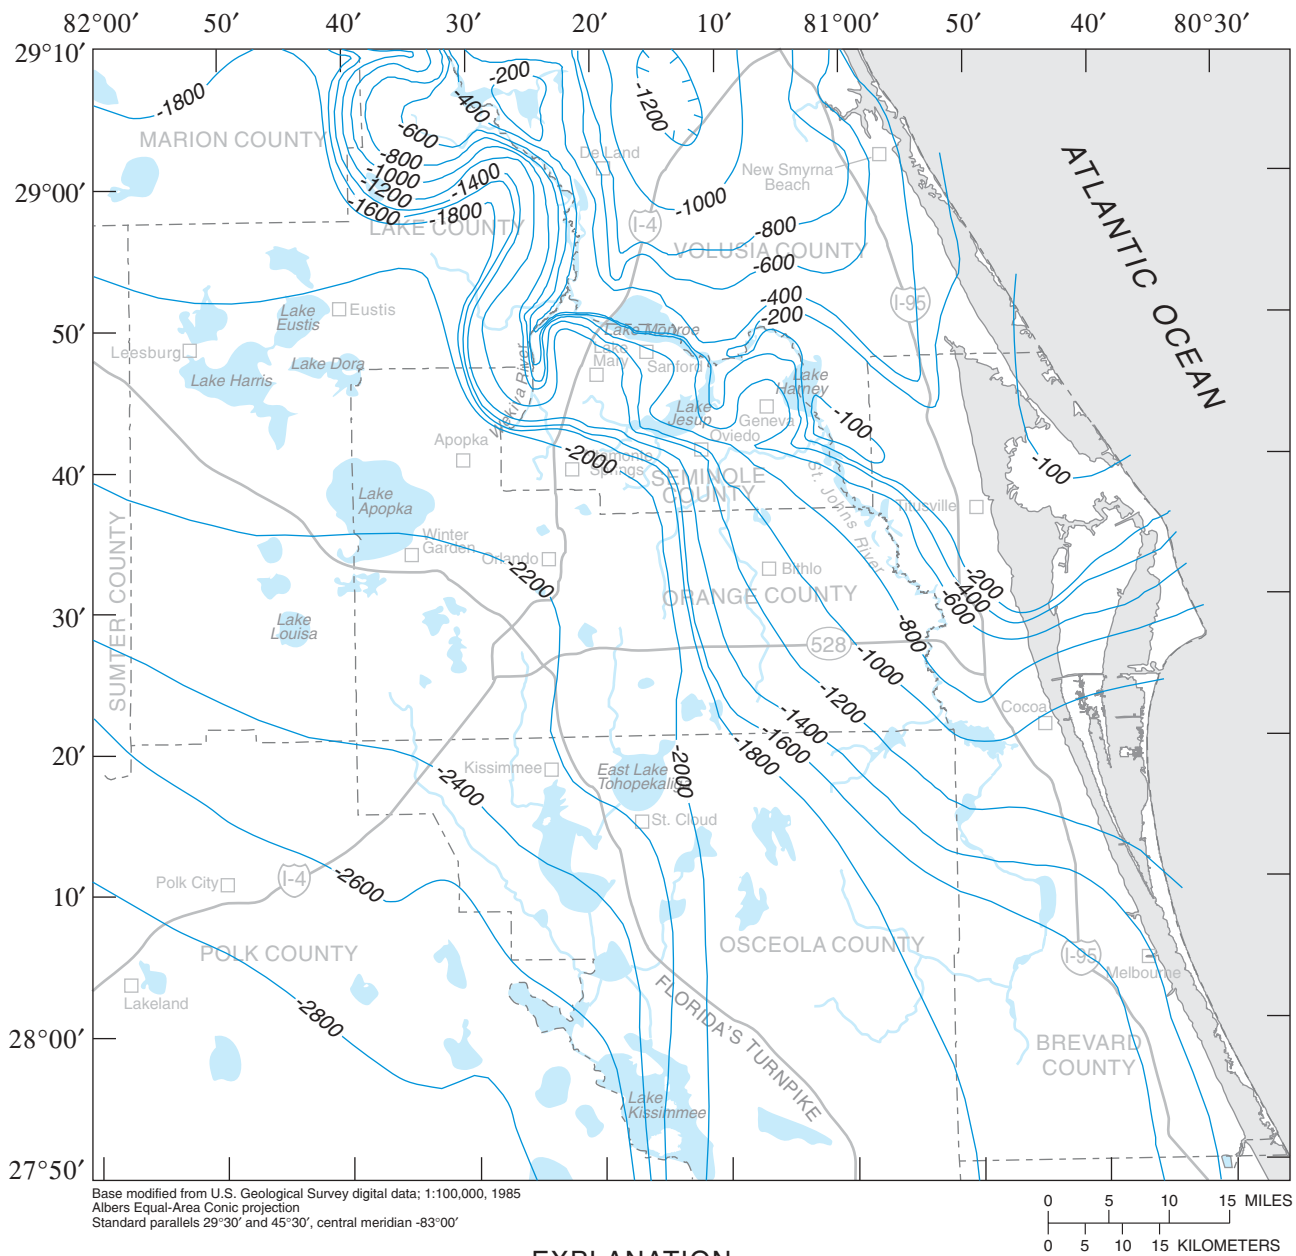 82°00′ 50′ 40′ 30′ 20′ 10′ 81°00′ 50′ 40′ 80°30′
29°10′
-200
-1800
-400
-1200
MARION COUNTY
-600
De Land
-800
New Smyrna
Beach
-1000
-1200
-1400
29°00′
-1600
-1800
-1000
LAKE COUNTY
I-4
-800
VOLUSIA COUNTY
-600
ATLANTIC OCEAN
-400
I-95
-200
Lake
Eustis
Eustis
50′
Lake Monroe
Leesburg
Lake Dora
Lake
Mary
Sanford
Lake Harris
Wekiva River
Lake
Harney
Lake
Jesup
Geneva
-100
Apopka
Oviedo
-2000
Altamonte
Springs
-100
40′
SEMINOLE
COUNTY
Lake
Apopka
St. Johns River
Titusville
Winter
Garden
Orlando
-2200
Bithlo
-200
-400
-600
ORANGE COUNTY
SUMTER COUNTY
30′
Lake
Louisa
-800
528
-1000
-1200
Cocoa
-1400
-1600
20′
-1800
-2000
Kissimmee
East Lake
Tohopekaliga
-2400
St. Cloud
Polk City
I-4
-2600
10′
POLK COUNTY
OSCEOLA COUNTY
I-95
Melbourne
Lakeland
-2800
FLORIDA'S TURNPIKE
28°00′
BREVARD
COUNTY
Lake
Kissimmee
27°50′
Base modified from U.S. Geological Survey digital data; 1:100,000, 1985
Albers Equal-Area Conic projection
Standard parallels 29°30′ and 45°30′, central meridian -83°00′
0 5 10 15 MILES
0 5 10 15 KILOMETERS
EXPLANATION